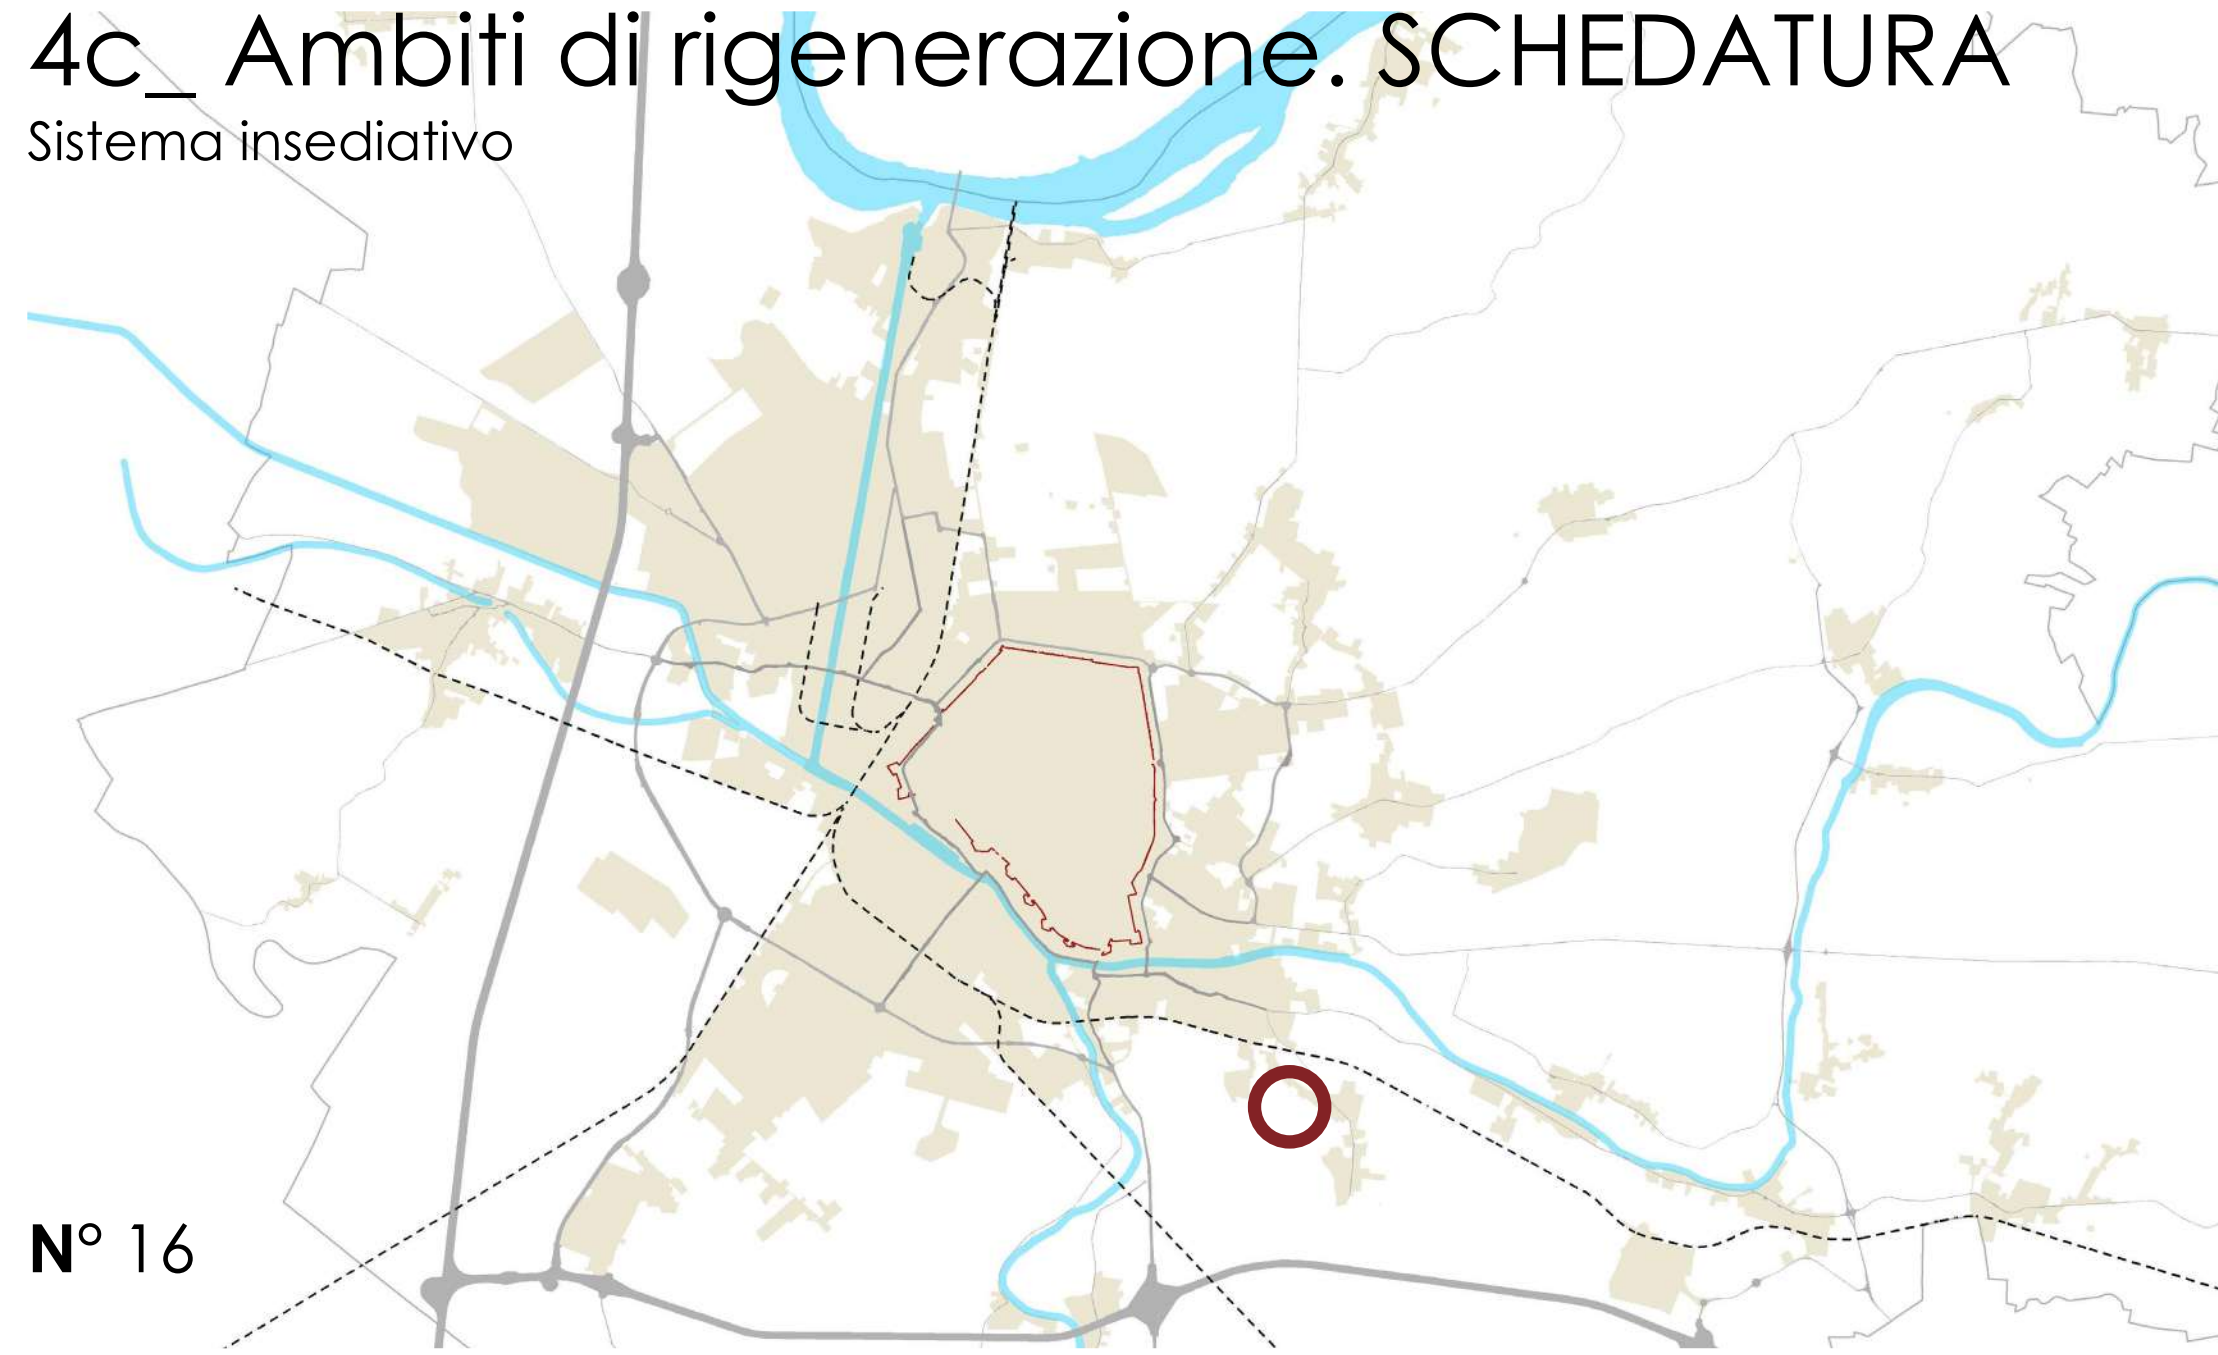 4c_ Ambiti di rigenerazione. SCHEDATURA
Sistema insediativo
N° 16